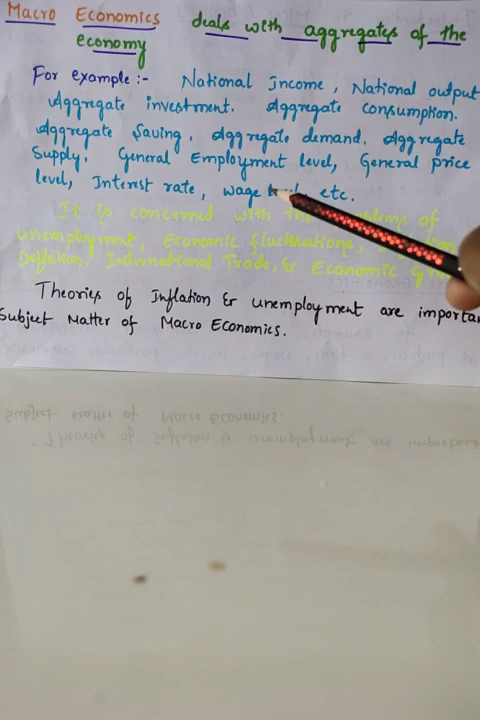 Macro Economics deals with aggregates of the
economy
For example :- National Income, National output
Aggregate investment. Aggregate Consumption.
Aggregate Saving, Aggregate demand. Aggregate
Supply. General Employment level, General price
level, Interest rate, wage etc.
It is concerned with the of
unemployment, Economic fluctuations,
Deflation. International Trade, & Economic
Theories of Inflation & unemployment are
Subject Matter of Macro Economics.